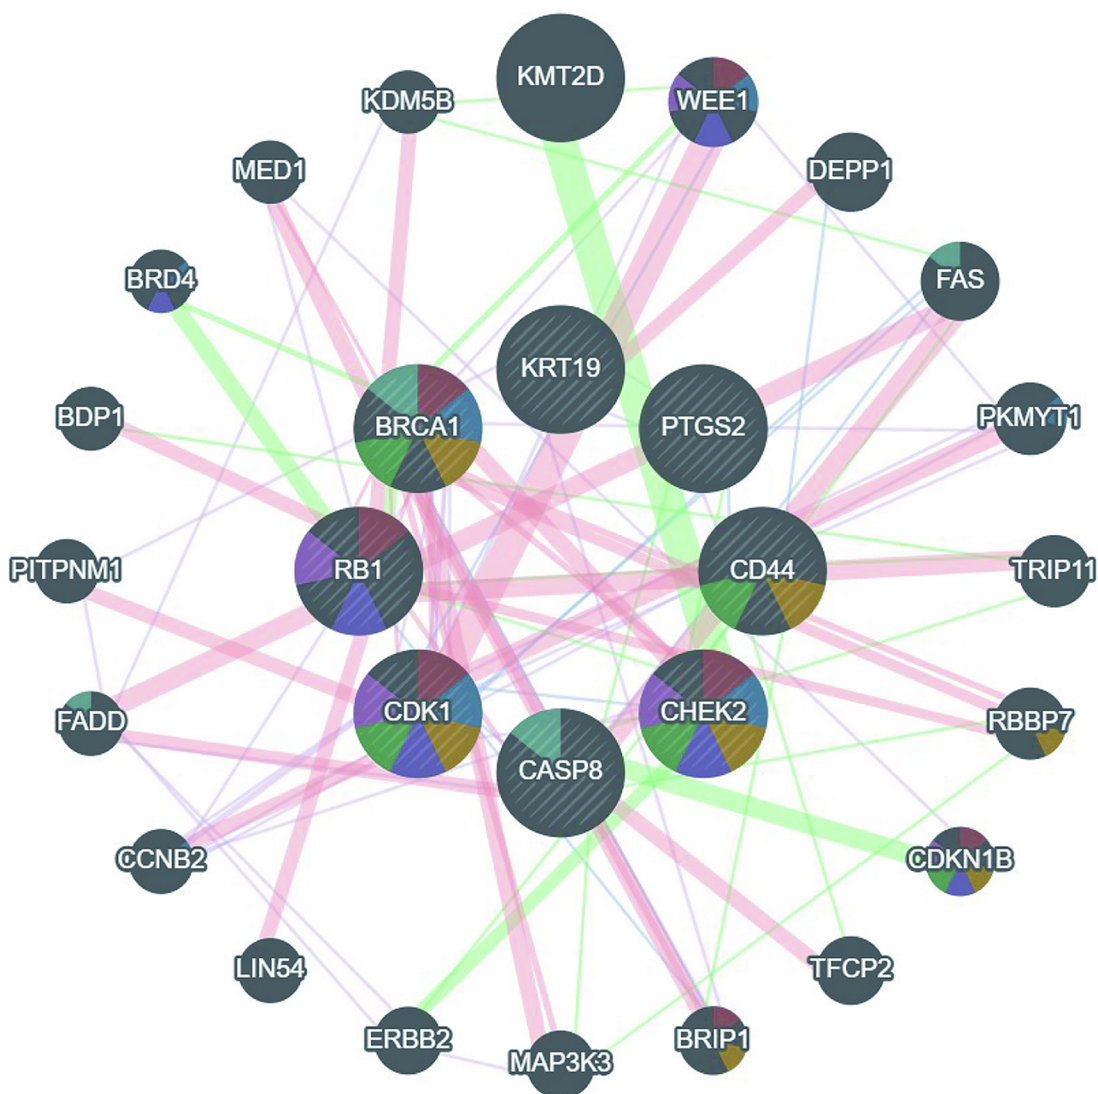 KMT2D
KDM5B
WEE1
MED1
DEPP1
BRD4
FAS
KRT19
BDP1
BRCA1
PTGS2
PKMYT1
PITPNM1
RB1
CD44
TRIP11
FADD
CDK1
CHEK2
RBBP7
CASP8
CCNB2
CDKN1B
LIN54
TFCP2
ERBB2
BRIP1
MAP3K3